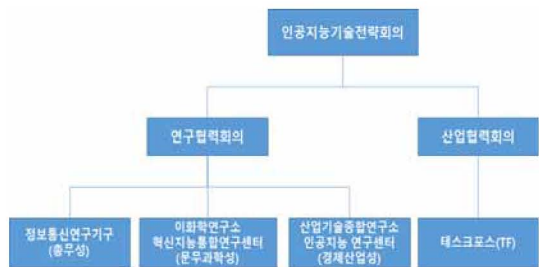 인공지능기술전략회의
연구협력회의
산업협력회의
정보통신연구기구
(총무성)
이화학연구소
혁신지능통합연구센터
(문무과학성)
산업기술종합연구소
인공지능 연구센터
(경제산업성)
테스크포스(TF)